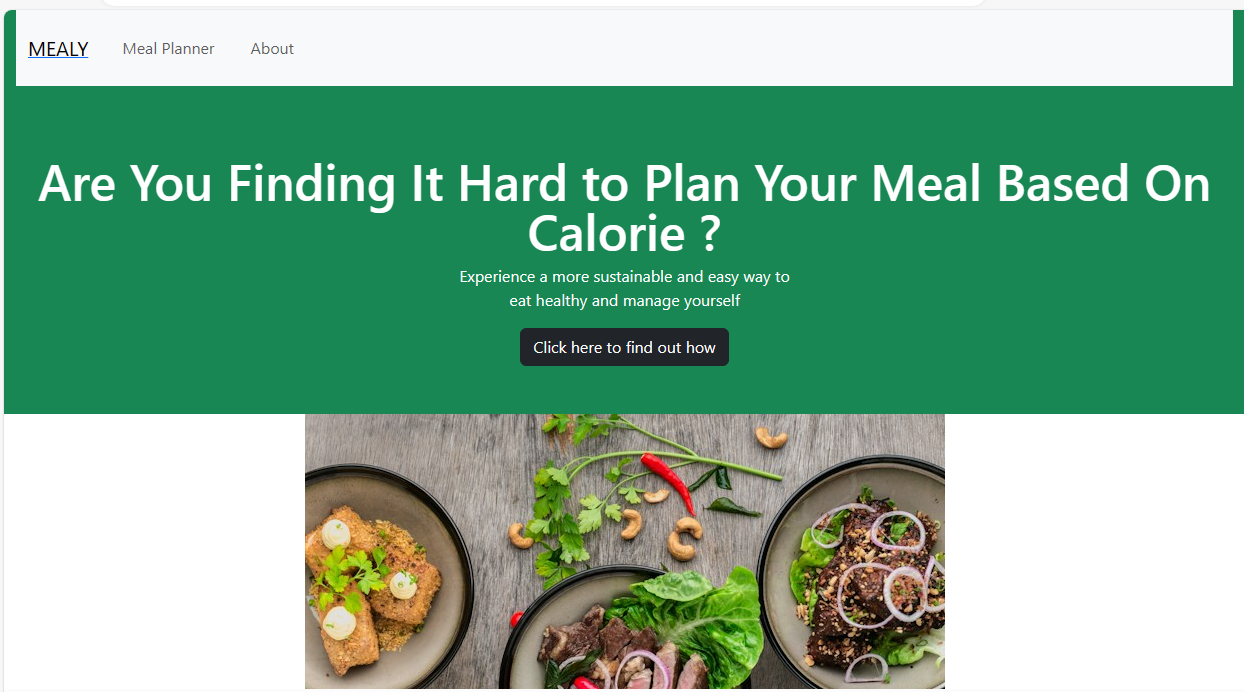 MEALY Meal Planner About
Are You Finding It Hard to Plan Your Meal Based On
Calorie ?
Experience a more sustainable and easy way to
eat healthy and manage yourself
Click here to find out how